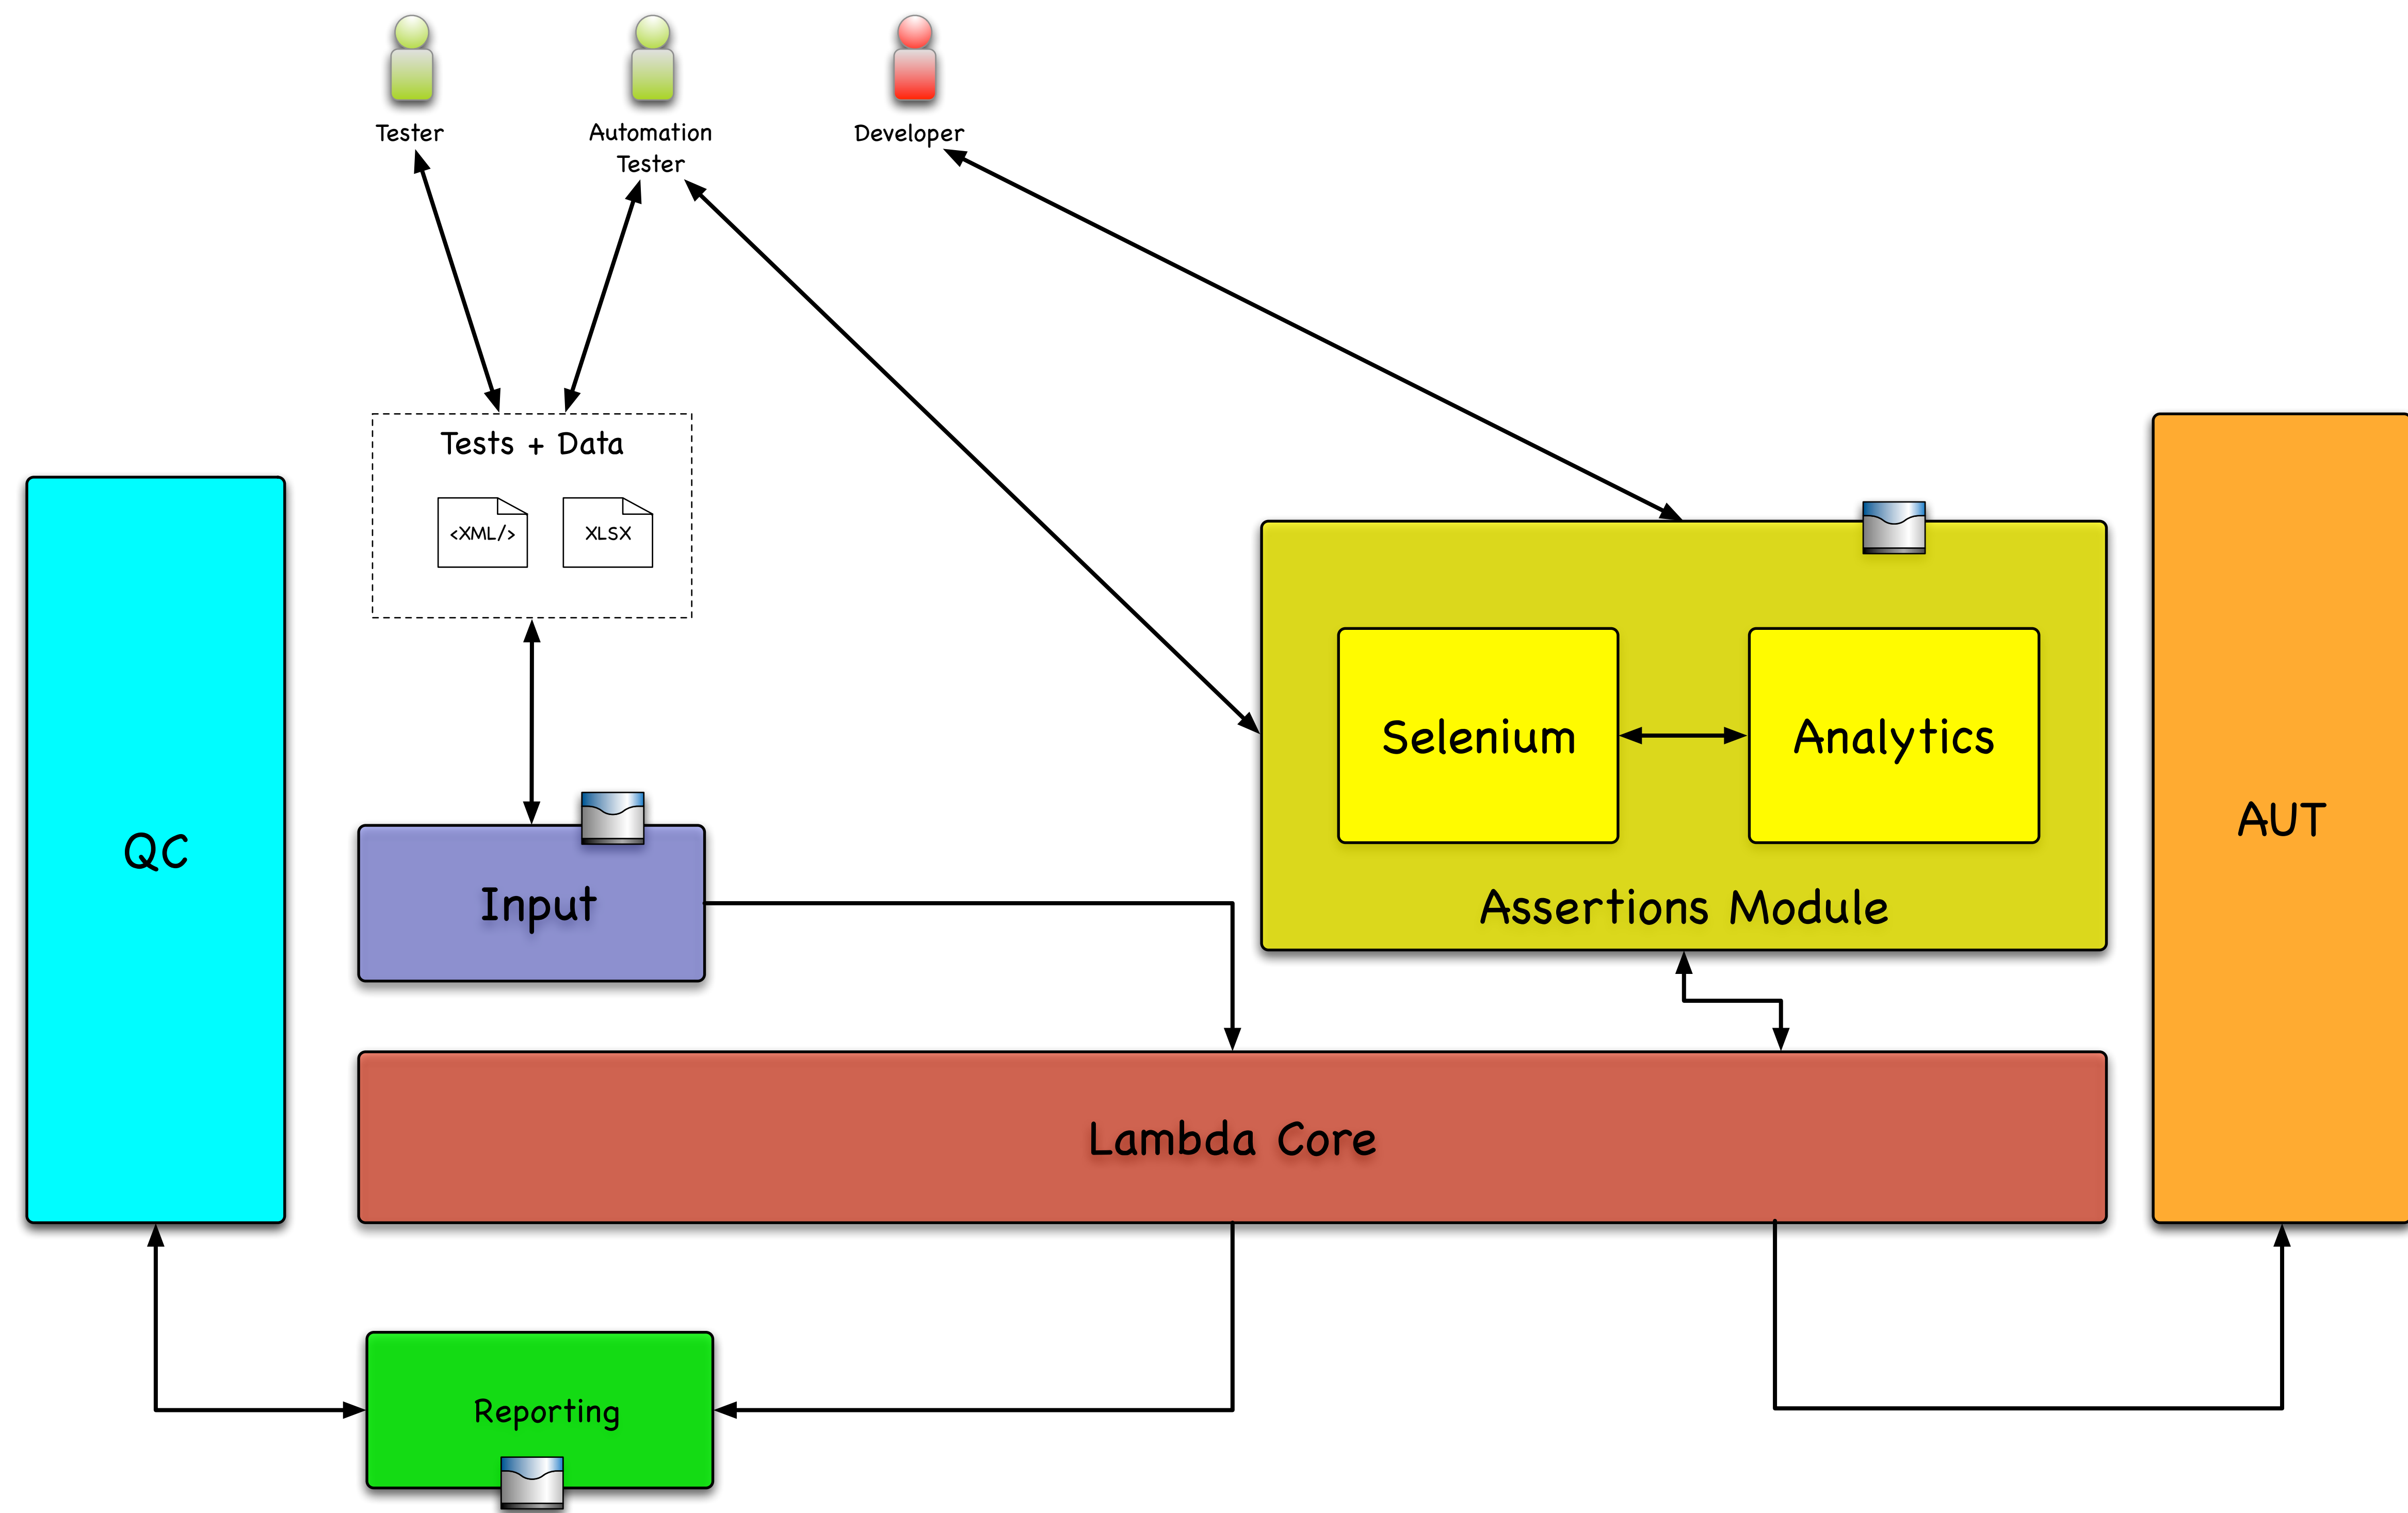 Tester
Automation
Tester
Developer
Tests + Data
<XML/>
XLSX
QC
Input
Selenium
Analytics
Assertions Module
AUT
Lambda Core
Reporting